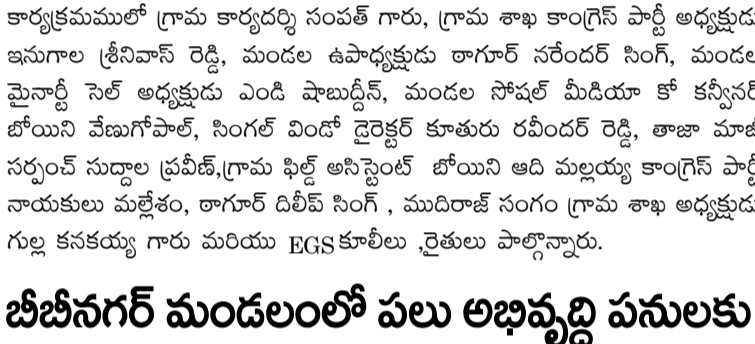 కార్యక్రమములో గ్రామ కార్యదర్శి సంపత్ గారు, గ్రామ శాఖ కాంగ్రెస్ పార్టీ అధ్యక్షుడు
ఇనుగాల శ్రీనివాస్ రెడ్డి, మండల ఉపాధ్యక్షుడు ఠాగూర్ నరేందర్ సింగ్, మండల
మైనార్టీ సెల్ అధ్యక్షుడు ఎండి షాబుద్దీన్, మండల సోషల్ మీడియా కో కన్వీనర్
బోయిని వేణుగోపాల్, సింగల్ విండో డైరెక్టర్ కూతురు రవీందర్ రెడ్డి, తాజా మాజీ
సర్పంచ్ సుద్దాల ప్రవీణ్,గ్రామ ఫిల్డ్ అసిస్టెంట్ బోయిని ఆది మల్లయ్య కాంగ్రెస్ పార్టీ
నాయకులు మల్లేశం, ఠాగూర్ దిలీప్ సింగ్ , ముదిరాజ్ సంగం గ్రామ శాఖ అధ్యక్షుడు
గుల్ల కనకయ్య గారు మరియు EGS కూలీలు ,రైతులు పాల్గొన్నారు.
బీబీనగర్ మండలంలో పలు అభివృద్ది పనులకు